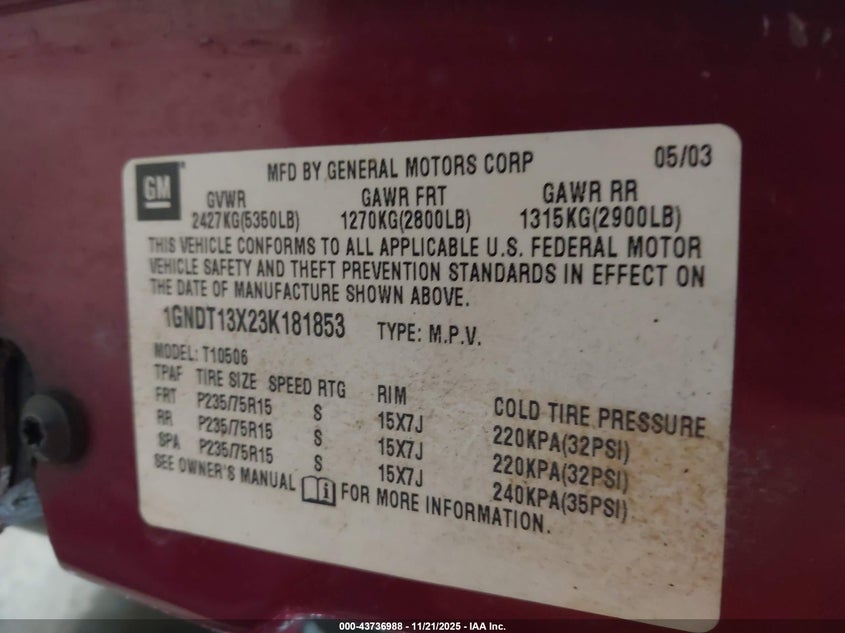 GM
MFD BY GENERAL MOTORS CORP 05/03
GVWR GAWR FRT GAWR RR
2427KG(5350LB) 1270KG(2800LB) 1315KG(2900LB)
THIS VEHICLE CONFORMS TO ALL APPLICABLE U.S. FEDERAL MOTOR
VEHICLE SAFETY AND THEFT PREVENTION STANDARDS IN EFFECT ON
THE DATE OF MANUFACTURE SHOWN ABOVE.
1GNDT13X23K181853 TYPE: M.P.V.
MODEL: T10506
TPAF TIRE SIZE SPEED RTG RIM COLD TIRE PRESSURE
FRT P235/75R15 S 15X7J 220KPA(32PSI)
RR P235/75R15 S 15X7J 220KPA(32PSI)
SPA P235/75R15 S 15X7J 240KPA(35PSI)
SEE OWNER'S MANUAL FOR MORE INFORMATION.
000-43736988 - 11/21/2025 - IAA Inc.